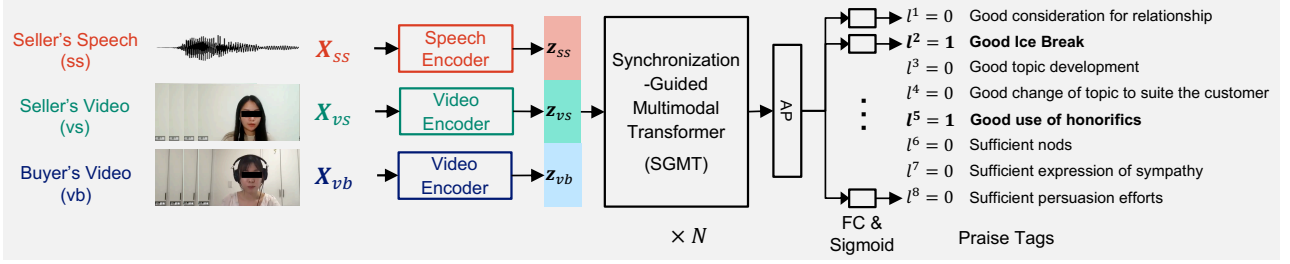 Seller's Speech
(ss)
X_ss
Speech
Encoder
z_ss
Seller's Video
(vs)
X_vs
Video
Encoder
z_vs
Buyer's Video
(vb)
X_vb
Video
Encoder
z_vb
Synchronization
-Guided
Multimodal
Transformer
(SGMT)
× N
AP
⋮
FC &
Sigmoid
l^1 = 0 Good consideration for relationship
l^2 = 1 Good Ice Break
l^3 = 0 Good topic development
l^4 = 0 Good change of topic to suite the customer
l^5 = 1 Good use of honorifics
l^6 = 0 Sufficient nods
l^7 = 0 Sufficient expression of sympathy
l^8 = 0 Sufficient persuasion efforts
Praise Tags